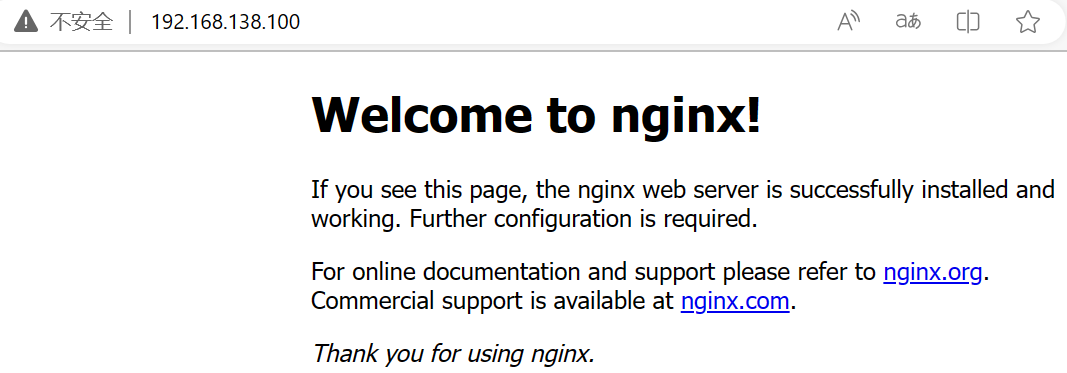 不安全 | 192.168.138.100
Welcome to nginx!
If you see this page, the nginx web server is successfully installed and
working. Further configuration is required.
For online documentation and support please refer to nginx.org.
Commercial support is available at nginx.com.
Thank you for using nginx.